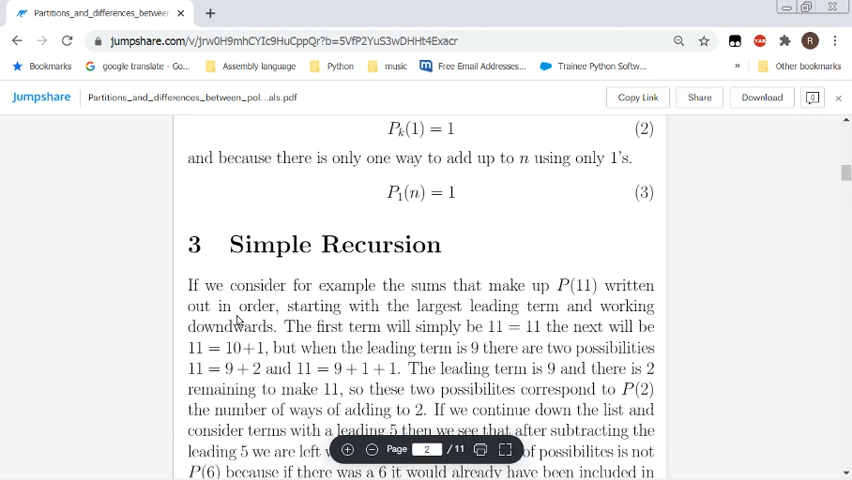 Partitions_and_differences_betwee
jumpshare.com/v/jrw0H9mhCYIc9HuCppQr?b=5VfP2YuS3wDHHt4Exacr
R
Bookmarks google translate - Go... Assembly language Python music Free Email Addresses... Trainee Python Softw... » Other bookmarks
Jumpshare Partitions_and_differences_between_pol...als.pdf Copy Link Share Download 0
Pk(1) = 1 (2)
and because there is only one way to add up to n using only 1's.
P1(n) = 1 (3)
3 Simple Recursion
If we consider for example the sums that make up P(11) written
out in order, starting with the largest leading term and working
downdwards. The first term will simply be 11 = 11 the next will be
11 = 10+1, but when the leading term is 9 there are two possibilities
11 = 9 + 2 and 11 = 9 + 1 + 1. The leading term is 9 and there is 2
remaining to make 11, so these two possibilites correspond to P(2)
the number of ways of adding to 2. If we continue down the list and
consider terms with a leading 5 then we see that after subtracting the
leading 5 we are left of possibilites is not
Page 2 / 11
P(6) because if there was a 6 it would already have been included in